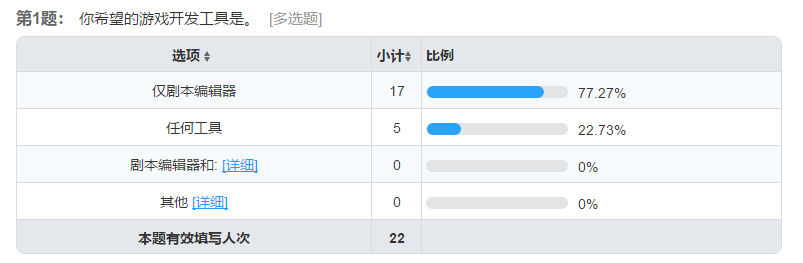 第1题： 你希望的游戏开发工具是。 [多选题]
选项 小计 比例
仅剧本编辑器 17 77.27%
任何工具 5 22.73%
剧本编辑器和: [详细] 0 0%
其他 [详细] 0 0%
本题有效填写人次 22